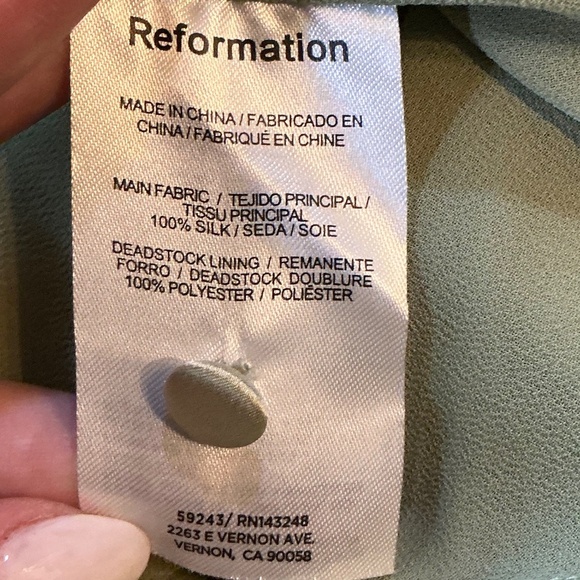 Reformation
MADE IN CHINA / FABRICADO EN
CHINA / FABRIQUÉ EN CHINE
MAIN FABRIC / TEJIDO PRINCIPAL /
TISSU PRINCIPAL
100% SILK / SEDA / SOIE
DEADSTOCK LINING / REMANENTE
FORRO / DEADSTOCK DOUBLURE
100% POLYESTER / POLIÉSTER
59243/ RN143248
2263 E VERNON AVE.
VERNON, CA 90058